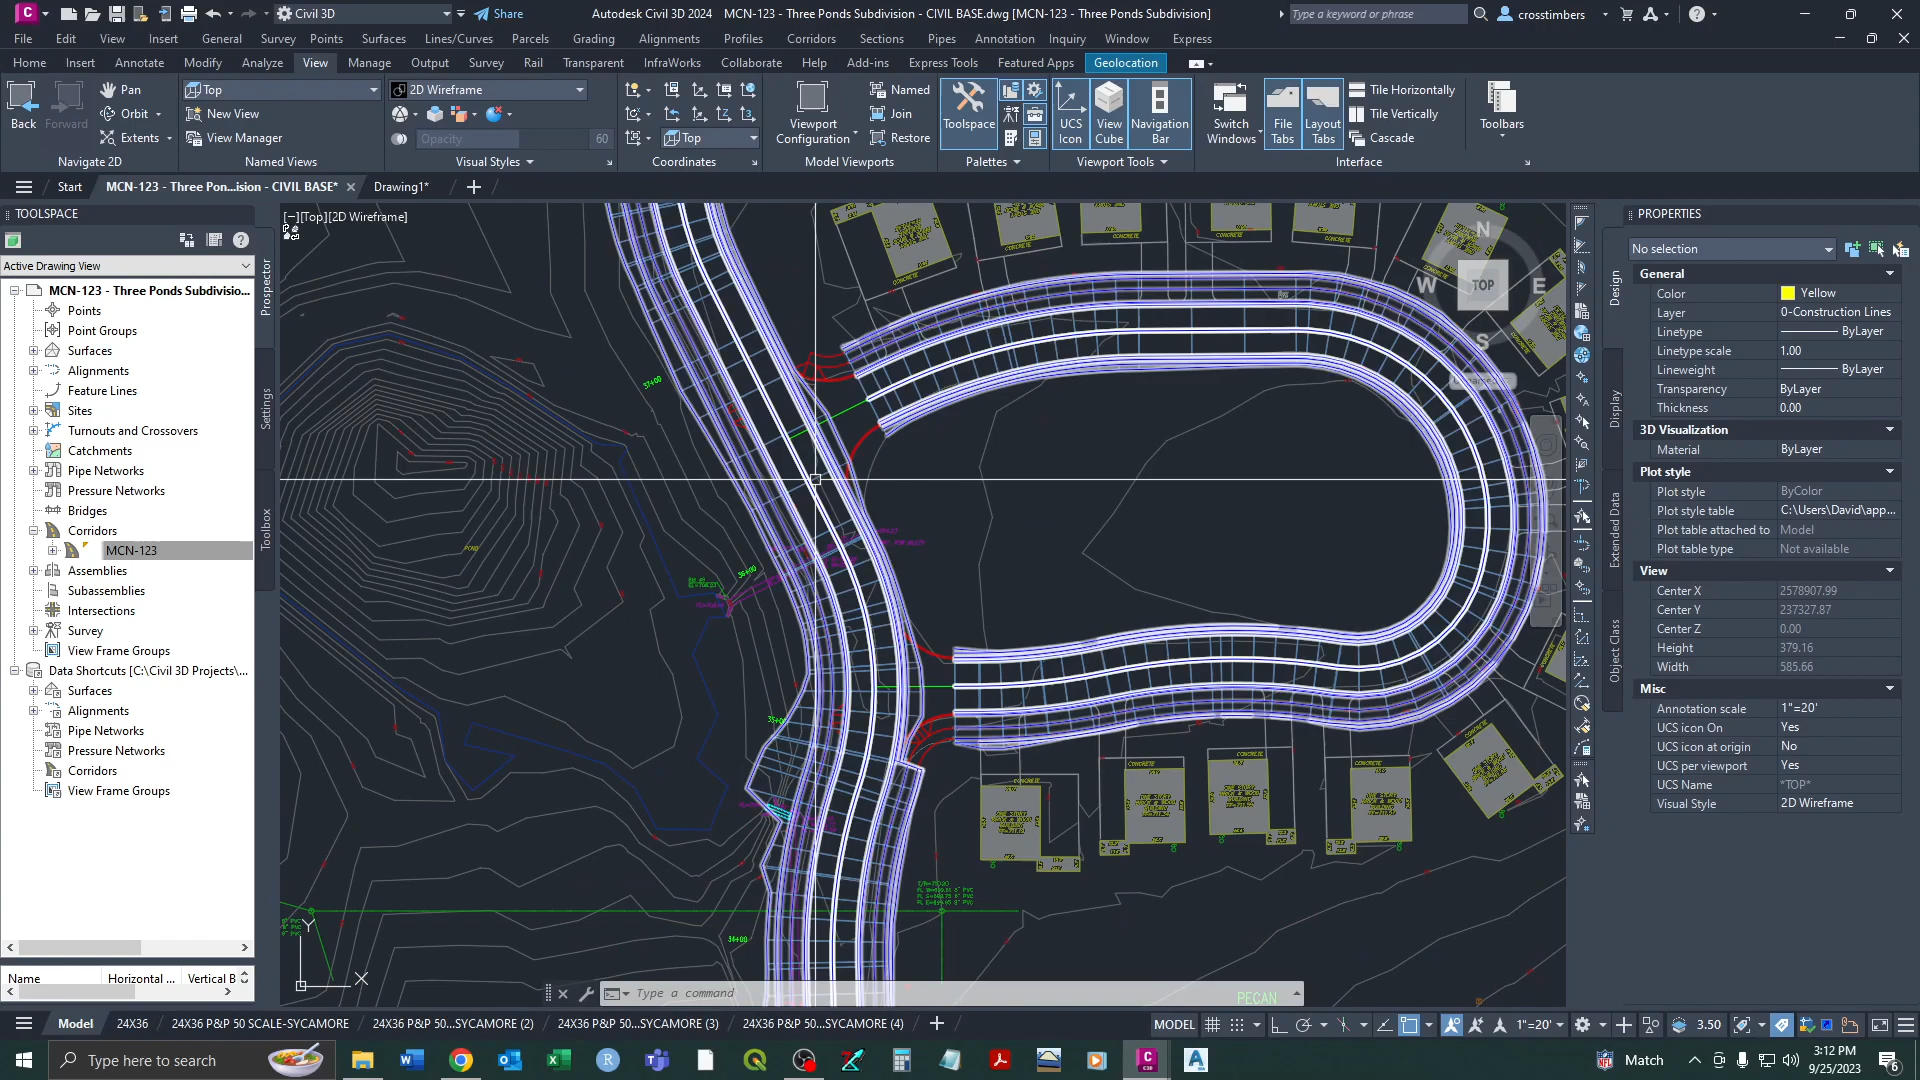 Civil 3D
Share
Autodesk Civil 3D 2024 MCN-123 - Three Ponds Subdivision - CIVIL BASE.dwg [MCN-123 - Three Ponds Subdivision]
Type a keyword or phrase
crosstimbers
File Edit View Insert General Survey Points Surfaces Lines/Curves Parcels Grading Alignments Profiles Corridors Sections Pipes Annotation Inquiry Window Express
Home Insert Annotate Modify Analyze View Manage Output Survey Rail Transparent InfraWorks Collaborate Help Add-ins Express Tools Featured Apps Geolocation
Back
Forward
Pan
Orbit
Extents
Navigate 2D
Top
New View
View Manager
Named Views
2D Wireframe
Opacity 60
Visual Styles
Top
Coordinates
Viewport
Configuration
Named
Join
Restore
Model Viewports
Toolspace
Palettes
UCS
Icon
View
Cube
Navigation
Bar
Viewport Tools
Switch
Windows
File
Tabs
Layout
Tabs
Tile Horizontally
Tile Vertically
Cascade
Interface
Toolbars
Start
MCN-123 - Three Pon...ision - CIVIL BASE*
Drawing1*
TOOLSPACE
Active Drawing View
MCN-123 - Three Ponds Subdivisio...
Points
Point Groups
Surfaces
Alignments
Feature Lines
Sites
Turnouts and Crossovers
Catchments
Pipe Networks
Pressure Networks
Bridges
Corridors
MCN-123
Assemblies
Subassemblies
Intersections
Survey
View Frame Groups
Data Shortcuts [C:\Civil 3D Projects\...
Surfaces
Alignments
Pipe Networks
Pressure Networks
Corridors
View Frame Groups
Name Horizontal ... Vertical B
Prospector
Settings
Toolbox
[−][Top][2D Wireframe]
N
W TOP E
S
37+00
36+00
35+00
34+00
POND
CONCRETE
CONCRETE
CONCRETE
CONCRETE
PECAN
Y
X
Type a command
PROPERTIES
No selection
General
Color Yellow
Layer 0-Construction Lines
Linetype ByLayer
Linetype scale 1.00
Lineweight ByLayer
Transparency ByLayer
Thickness 0.00
3D Visualization
Material ByLayer
Plot style
Plot style ByColor
Plot style table C:\Users\David\app...
Plot table attached to Model
Plot table type Not available
View
Center X 2578907.99
Center Y 237327.87
Center Z 0.00
Height 379.16
Width 585.66
Misc
Annotation scale 1"=20'
UCS icon On Yes
UCS icon at origin No
UCS per viewport Yes
UCS Name *TOP*
Visual Style 2D Wireframe
Design
Display
Extended Data
Object Class
Model 24X36 24X36 P&P 50 SCALE-SYCAMORE 24X36 P&P 50...SYCAMORE (2) 24X36 P&P 50...SYCAMORE (3) 24X36 P&P 50...SYCAMORE (4)
MODEL
1"=20'
3.50
Type here to search
Match
3:12 PM
9/25/2023
6